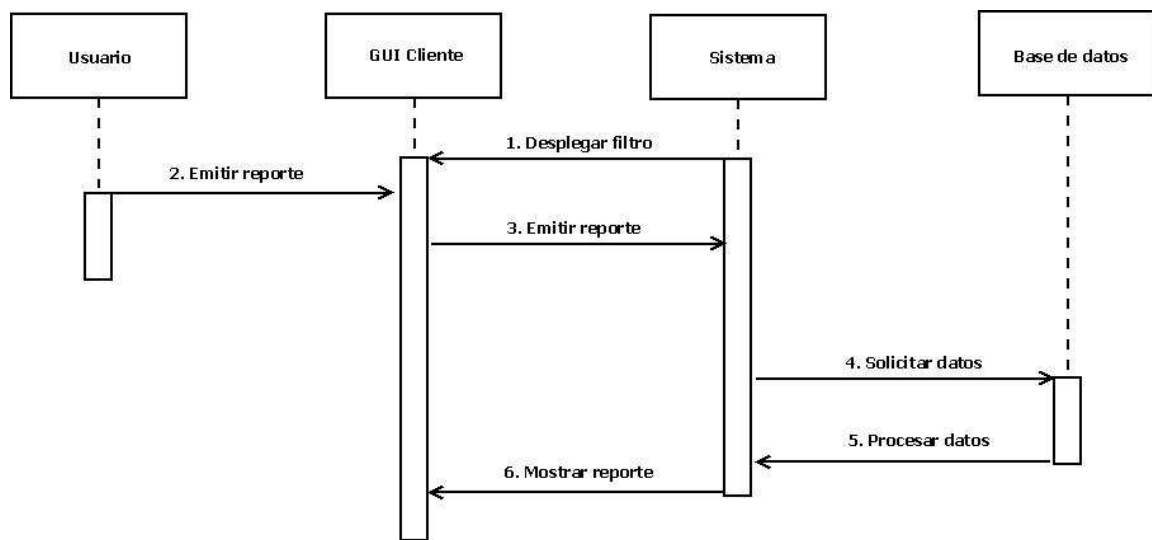 Usuario
GUI Cliente
Sistema
Base de datos
1. Desplegar filtro
2. Emitir reporte
3. Emitir reporte
4. Solicitar datos
5. Procesar datos
6. Mostrar reporte